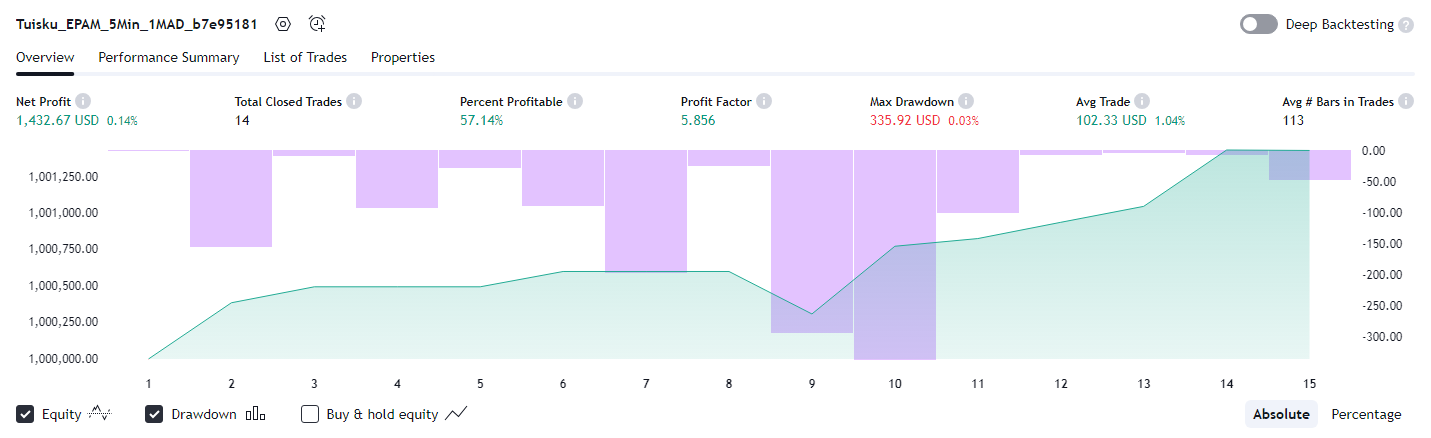 Tuisku_EPAM_5Min_1MAD_b7e95181
Deep Backtesting ?
Overview Performance Summary List of Trades Properties
Net Profit Total Closed Trades Percent Profitable Profit Factor Max Drawdown Avg Trade Avg # Bars in Trades
1,432.67 USD 0.14% 14 57.14% 5.856 335.92 USD 0.03% 102.33 USD 1.04% 113
0.00
1,001,250.00
-50.00
1,001,000.00 -100.00
1,000,750.00 -150.00
-200.00
1,000,500.00
-250.00
1,000,250.00
-300.00
1,000,000.00
1 2 3 4 5 6 7 8 9 10 11 12 13 14 15
Equity Drawdown Buy & hold equity Absolute Percentage